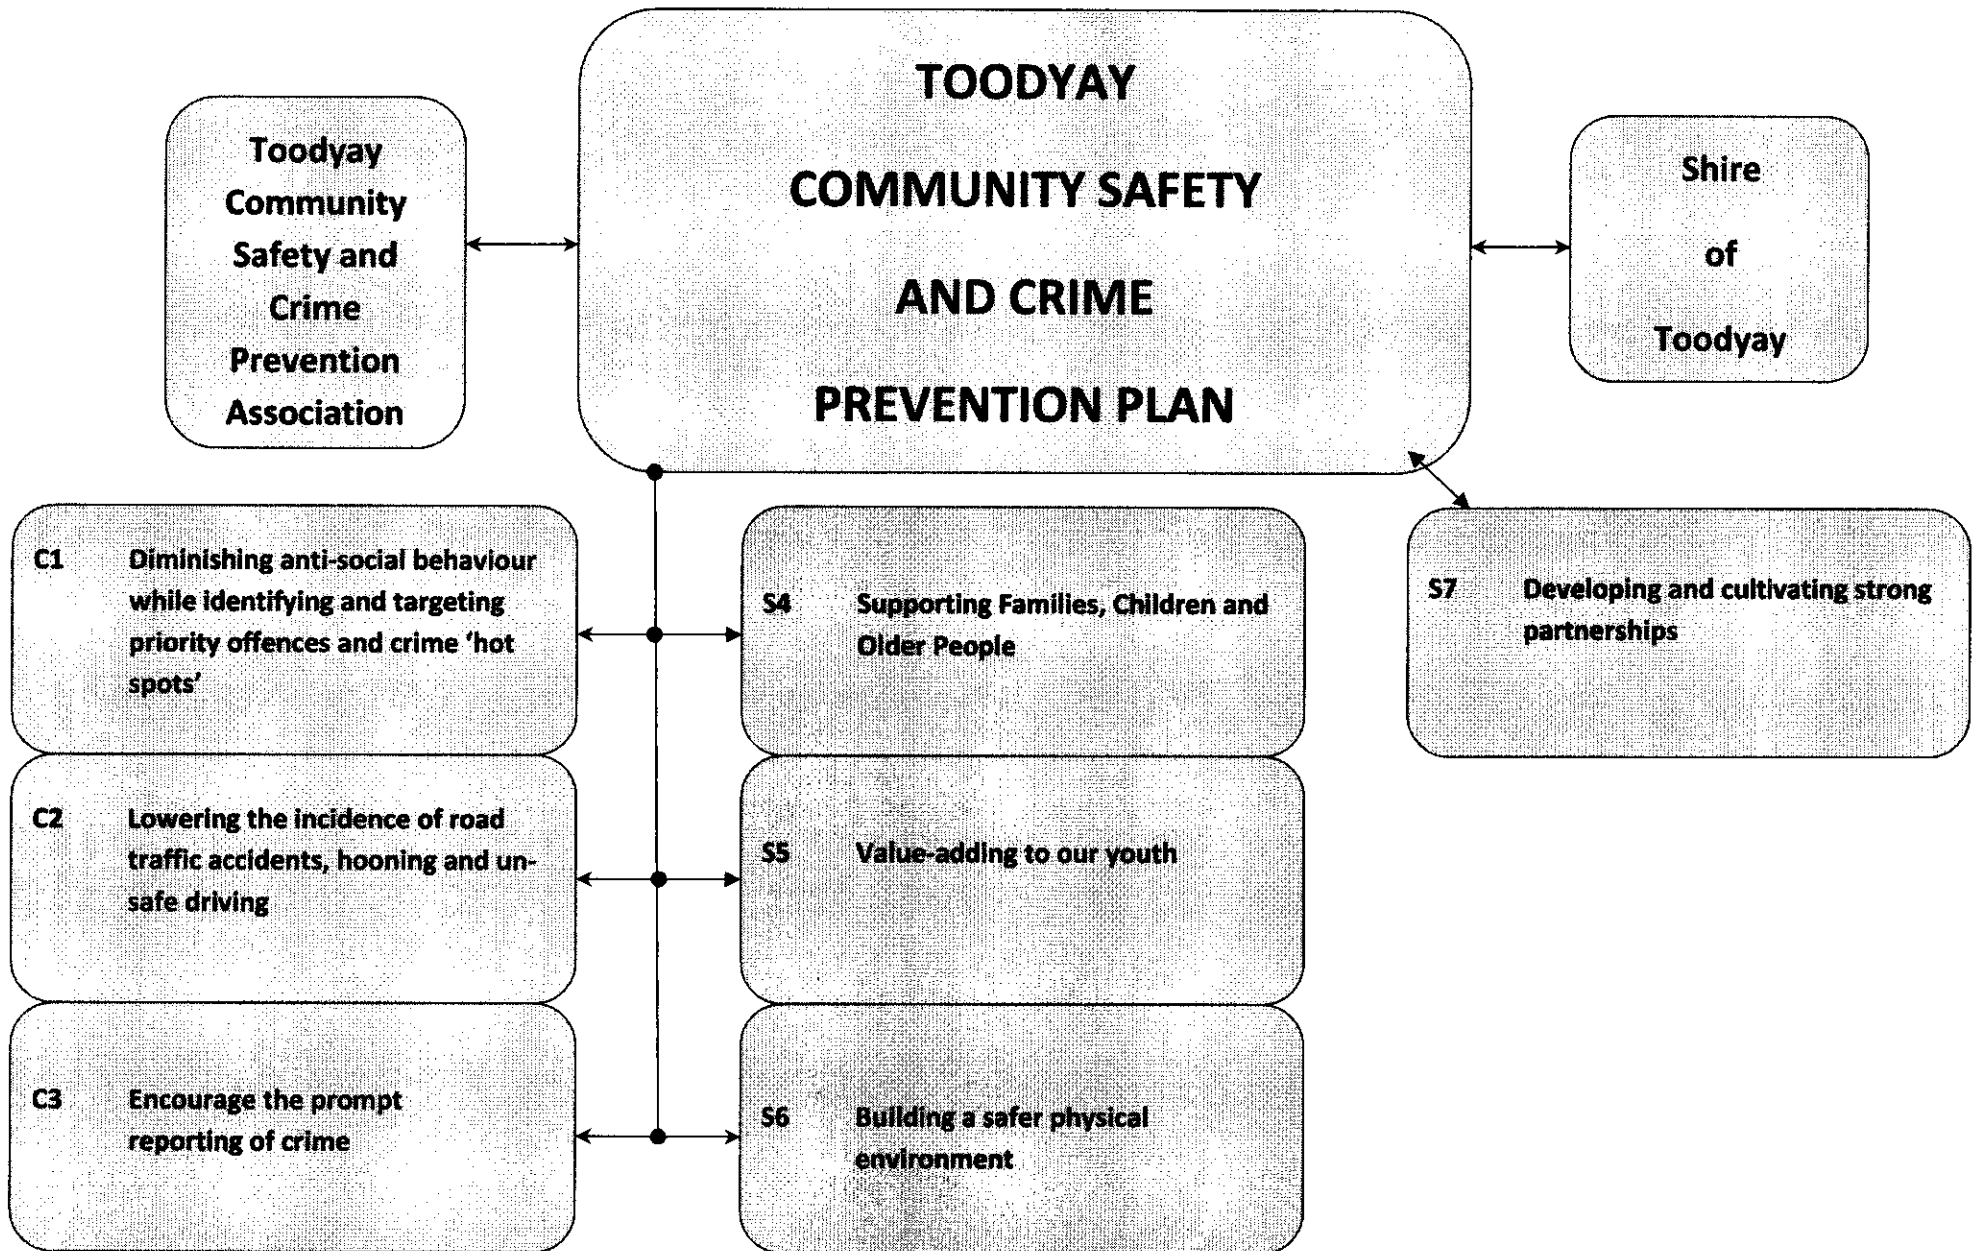 TOODYAY
COMMUNITY SAFETY
AND CRIME
PREVENTION PLAN
Toodyay
Community
Safety and
Crime
Prevention
Association
Shire
of
Toodyay
C1 Diminishing anti-social behaviour
while identifying and targeting
priority offences and crime ‘hot
spots’
C2 Lowering the incidence of road
traffic accidents, hooning and un-
safe driving
C3 Encourage the prompt
reporting of crime
S4 Supporting Families, Children and
Older People
S5 Value-adding to our youth
S6 Building a safer physical
environment
S7 Developing and cultivating strong
partnerships